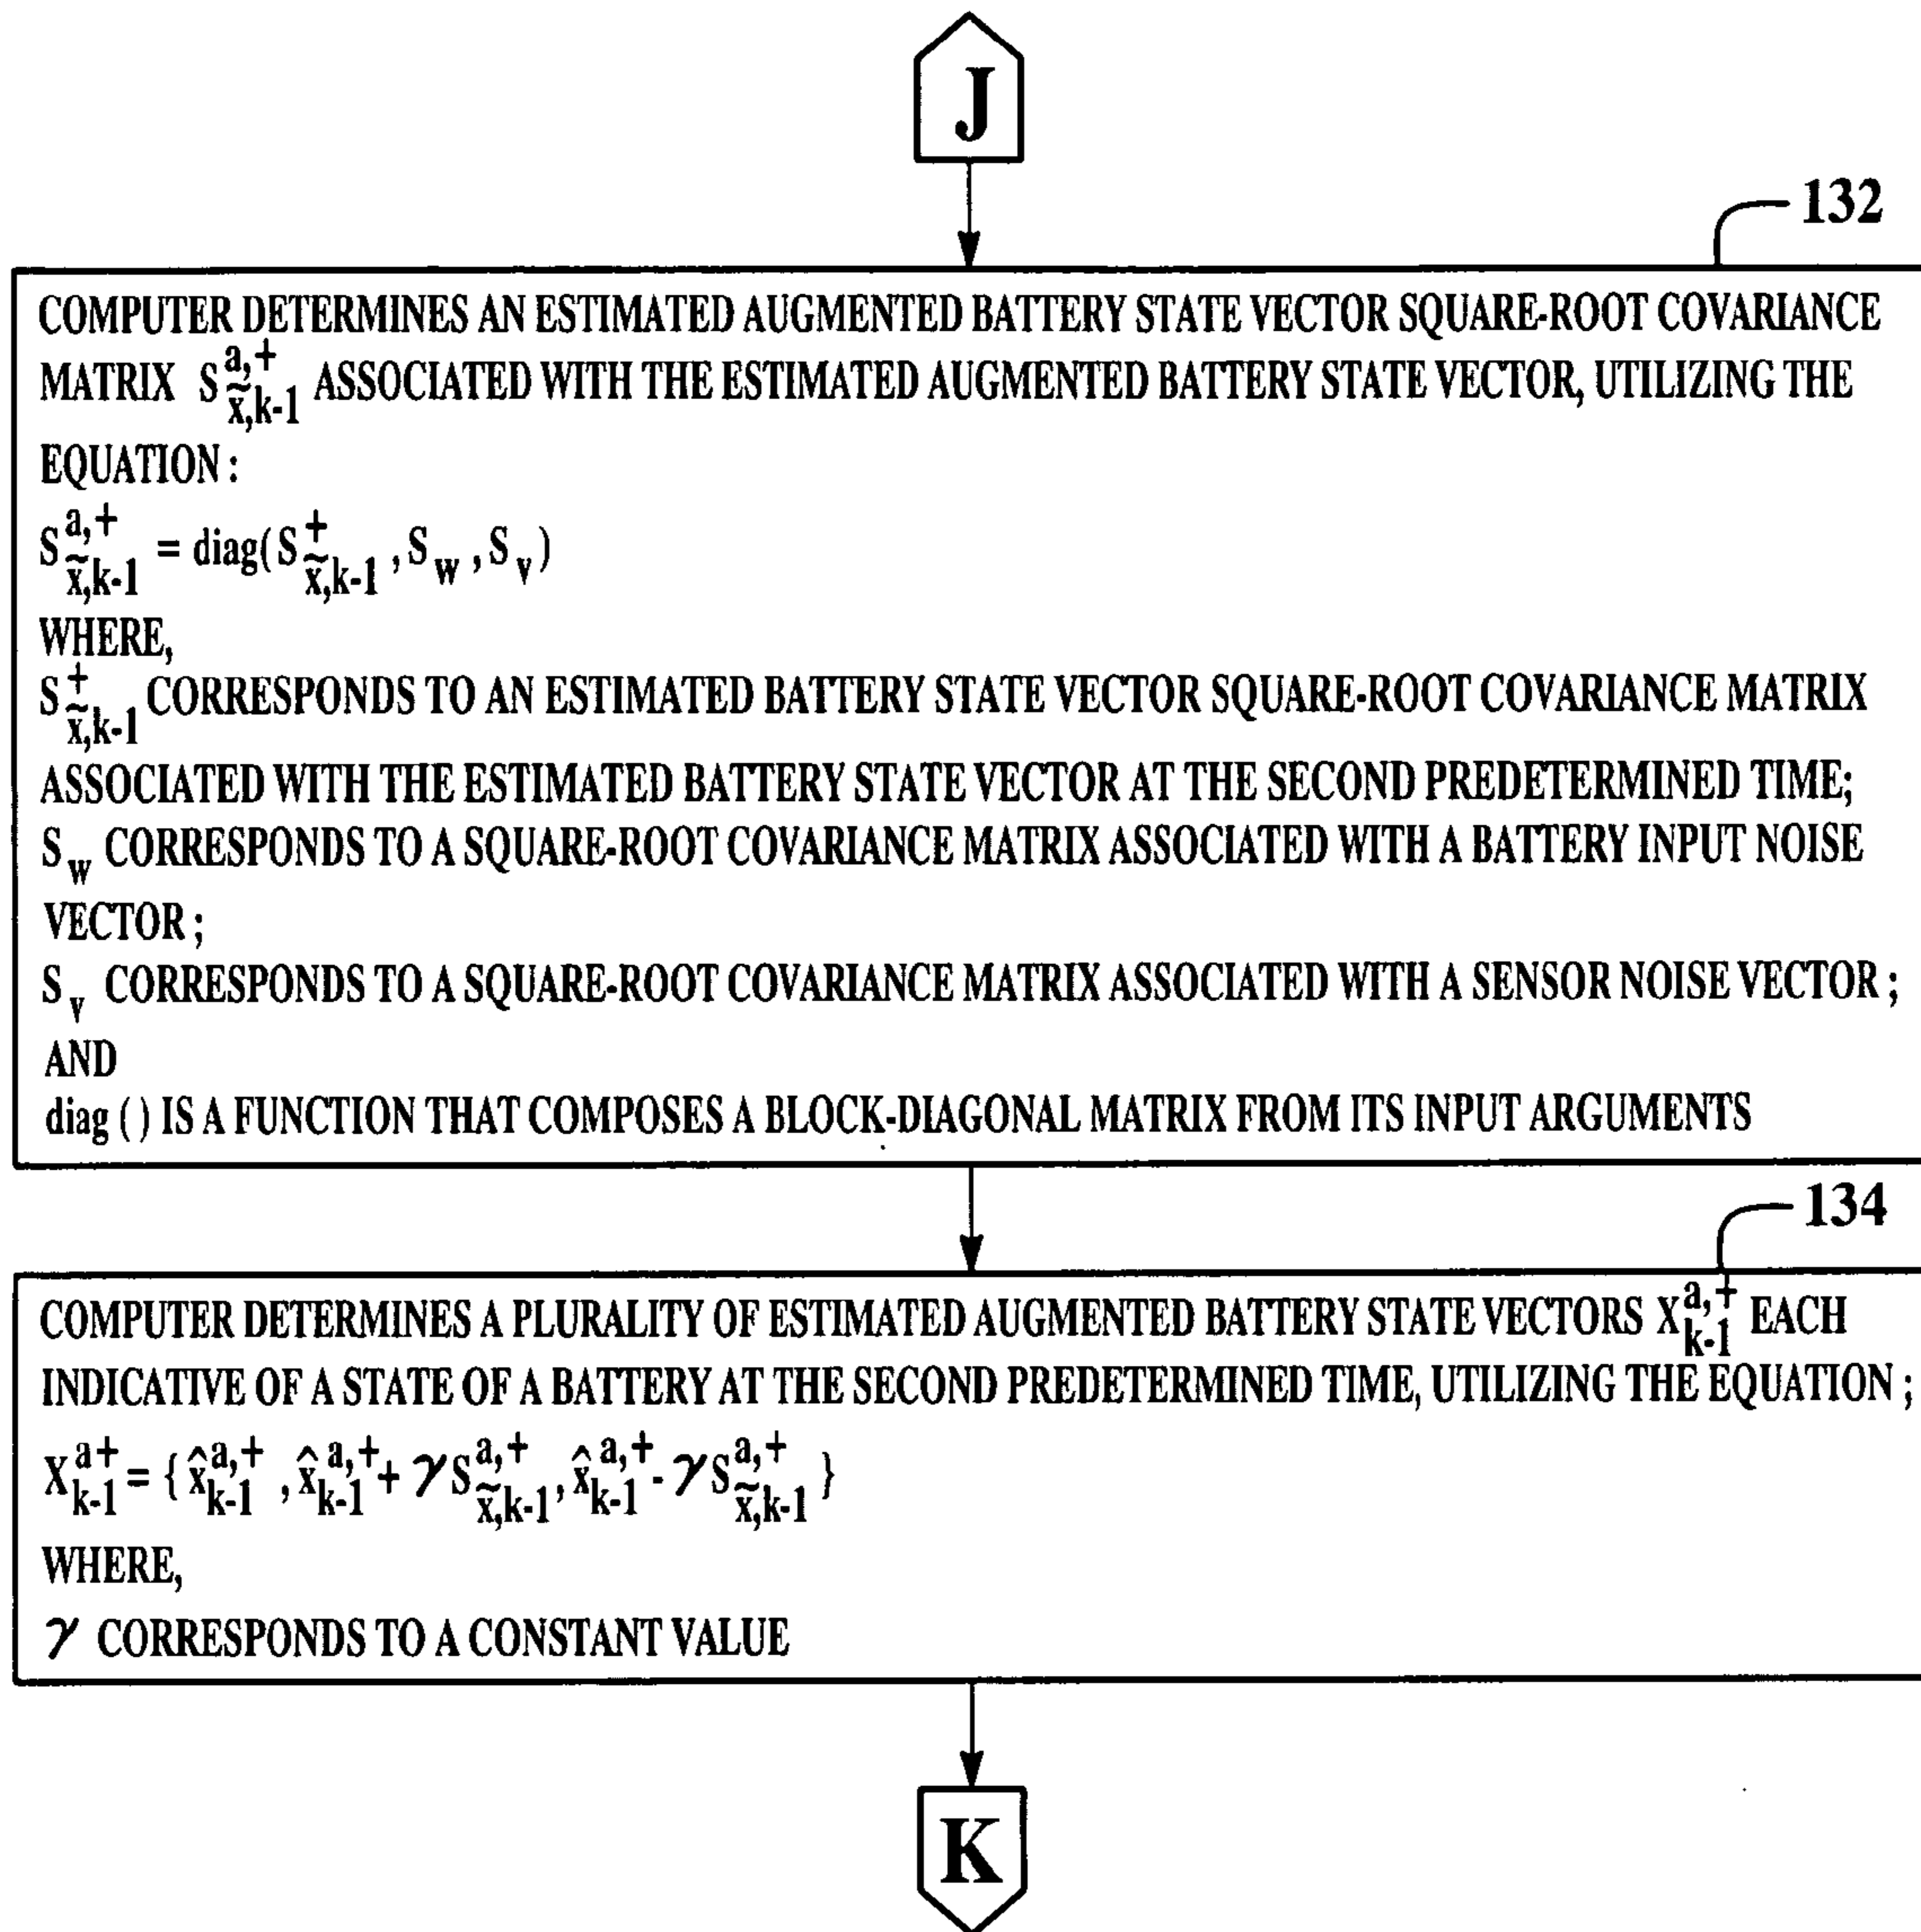 J
132
COMPUTER DETERMINES AN ESTIMATED AUGMENTED BATTERY STATE VECTOR SQUARE-ROOT COVARIANCE
MATRIX S^{a,+}_{x̃,k-1} ASSOCIATED WITH THE ESTIMATED AUGMENTED BATTERY STATE VECTOR, UTILIZING THE
EQUATION :
S^{a,+}_{x̃,k-1} = diag(S^{+}_{x̃,k-1} , S_w , S_v)
WHERE,
S^{+}_{x̃,k-1} CORRESPONDS TO AN ESTIMATED BATTERY STATE VECTOR SQUARE-ROOT COVARIANCE MATRIX
ASSOCIATED WITH THE ESTIMATED BATTERY STATE VECTOR AT THE SECOND PREDETERMINED TIME;
S_w CORRESPONDS TO A SQUARE-ROOT COVARIANCE MATRIX ASSOCIATED WITH A BATTERY INPUT NOISE
VECTOR ;
S_v CORRESPONDS TO A SQUARE-ROOT COVARIANCE MATRIX ASSOCIATED WITH A SENSOR NOISE VECTOR ;
AND
diag ( ) IS A FUNCTION THAT COMPOSES A BLOCK-DIAGONAL MATRIX FROM ITS INPUT ARGUMENTS
134
COMPUTER DETERMINES A PLURALITY OF ESTIMATED AUGMENTED BATTERY STATE VECTORS X^{a,+}_{k-1} EACH
INDICATIVE OF A STATE OF A BATTERY AT THE SECOND PREDETERMINED TIME, UTILIZING THE EQUATION ;
X^{a+}_{k-1} = { x̂^{a,+}_{k-1} , x̂^{a,+}_{k-1} + γS^{a,+}_{x̃,k-1}, x̂^{a,+}_{k-1} - γS^{a,+}_{x̃,k-1} }
WHERE,
γ CORRESPONDS TO A CONSTANT VALUE
K